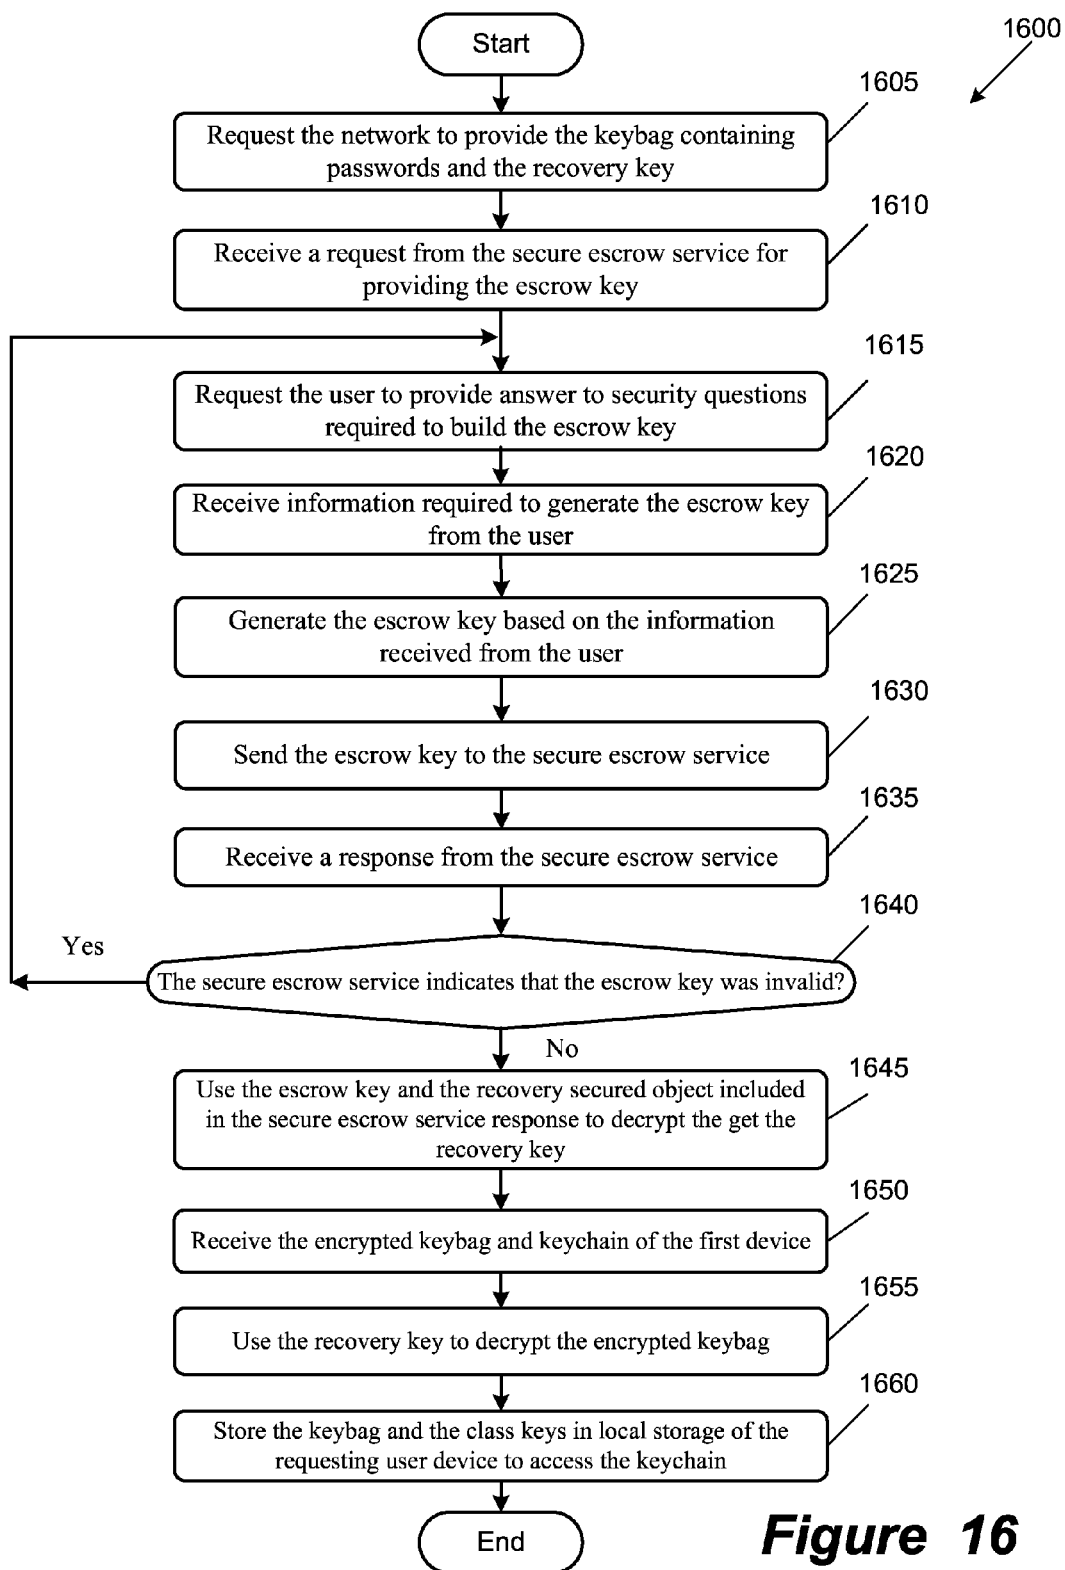 Start
1600
1605
Request the network to provide the keybag containing
passwords and the recovery key
1610
Receive a request from the secure escrow service for
providing the escrow key
1615
Request the user to provide answer to security questions
required to build the escrow key
1620
Receive information required to generate the escrow key
from the user
1625
Generate the escrow key based on the information
received from the user
1630
Send the escrow key to the secure escrow service
1635
Receive a response from the secure escrow service
1640
Yes
The secure escrow service indicates that the escrow key was invalid?
No
1645
Use the escrow key and the recovery secured object included
in the secure escrow service response to decrypt the get the
recovery key
1650
Receive the encrypted keybag and keychain of the first device
1655
Use the recovery key to decrypt the encrypted keybag
1660
Store the keybag and the class keys in local storage of the
requesting user device to access the keychain
End
Figure 16